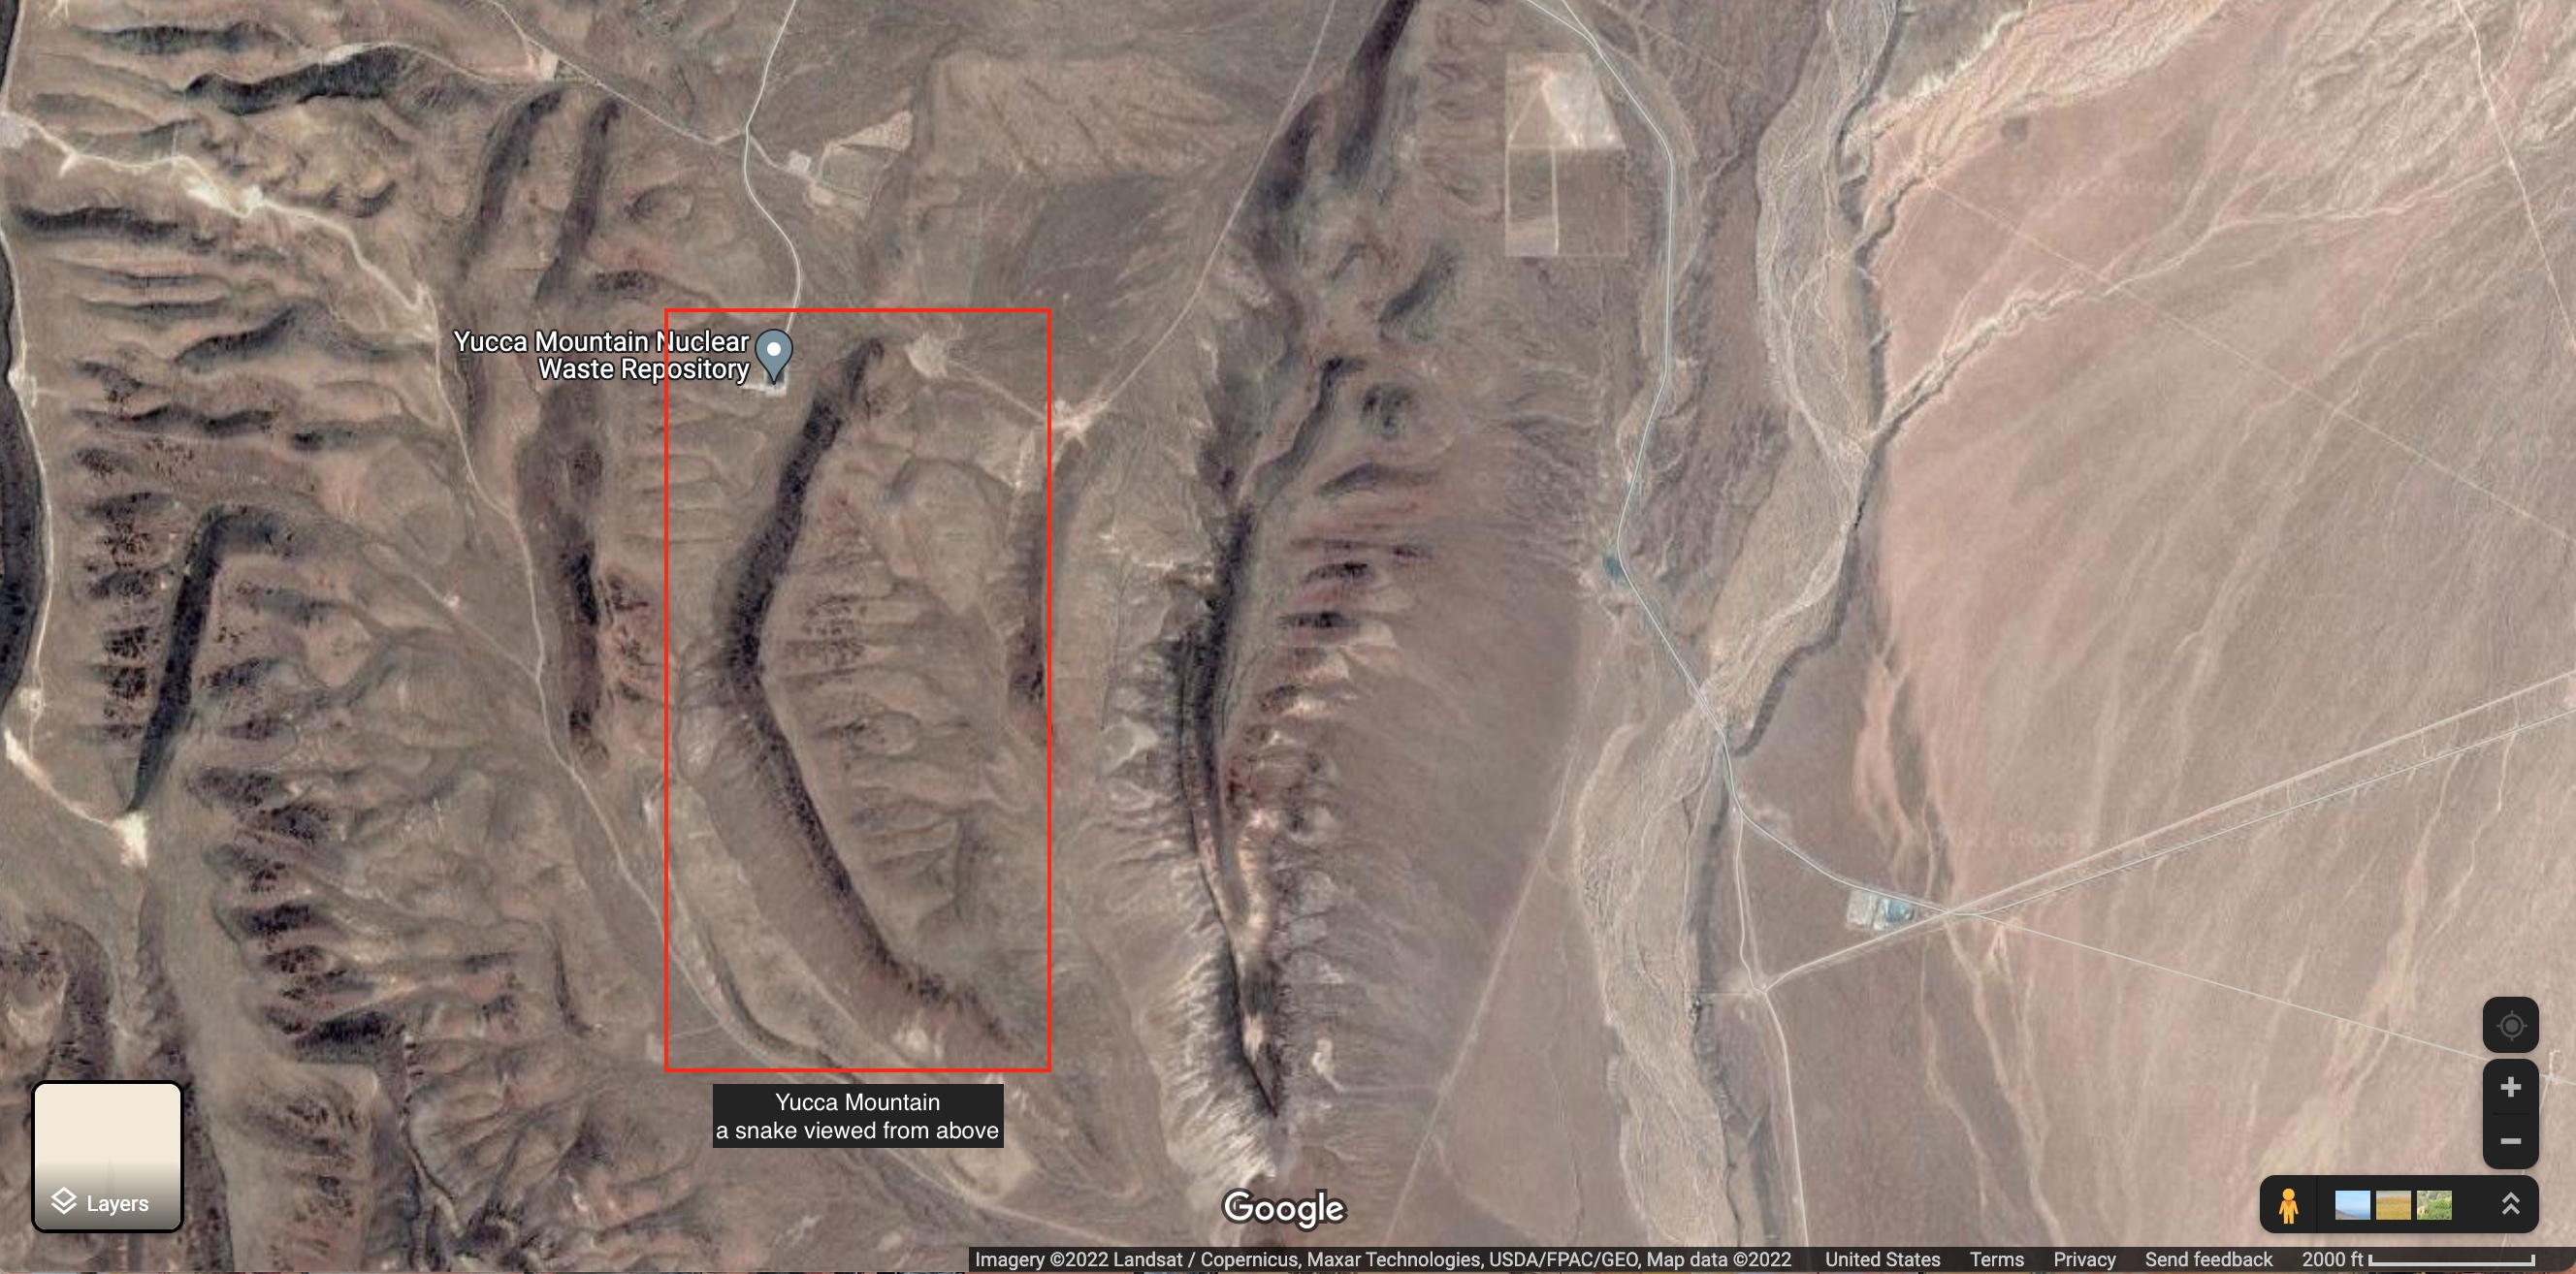 Yucca Mountain Nuclear
Waste Repository
Yucca Mountain
a snake viewed from above
Layers
Google
Imagery ©2022 Landsat / Copernicus, Maxar Technologies, USDA/FPAC/GEO, Map data ©2022 United States Terms Privacy Send feedback 2000 ft